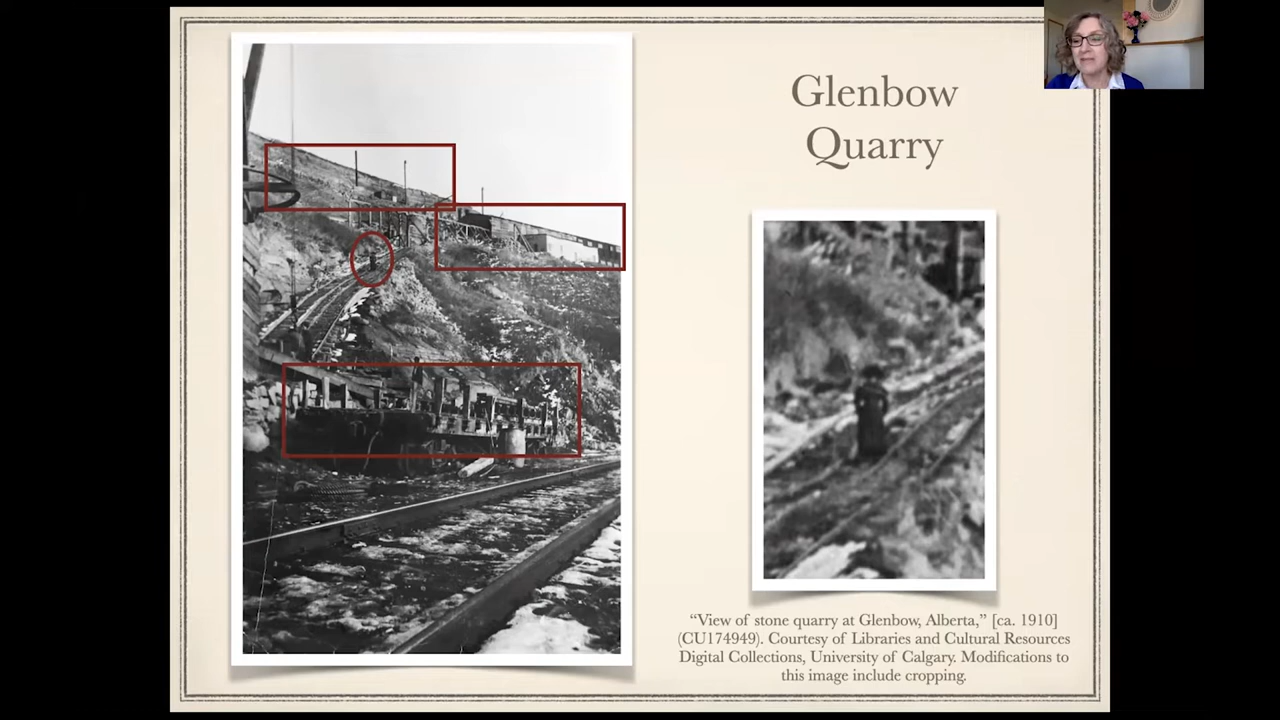 Glenbow
Quarry
“View of stone quarry at Glenbow, Alberta,” [ca. 1910]
(CU174949). Courtesy of Libraries and Cultural Resources
Digital Collections, University of Calgary. Modifications to
this image include cropping.